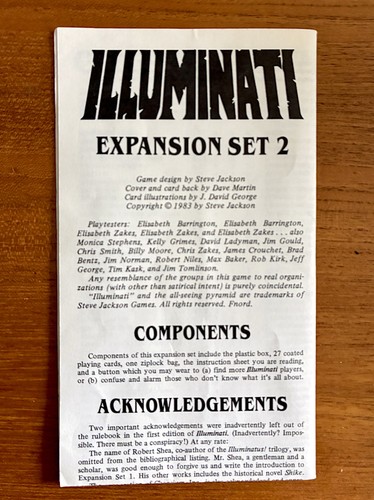 ILLUMINATI
EXPANSION SET 2
Game design by Steve Jackson
Cover and card back by Dave Martin
Card illustrations by J. David George
Copyright © 1983 by Steve Jackson
Playtesters: Elisabeth Barrington, Elisabeth Barrington,
Elisabeth Zakes, Elisabeth Zakes, and Elisabeth Zakes . . . also
Monica Stephens, Kelly Grimes, David Ladyman, Jim Gould,
Chris Smith, Billy Moore, Chris Zakes, James Crouchet, Brad
Bentz, Jim Norman, Robert Niles, Max Baker, Rob Kirk, Jeff
George, Tim Kask, and Jim Tomlinson.
Any resemblance of the groups in this game to real organi-
zations (with other than satirical intent) is purely coincidental.
"Illuminati" and the all-seeing pyramid are trademarks of
Steve Jackson Games. All rights reserved. Fnord.
COMPONENTS
Components of this expansion set include the plastic box, 27 coated
playing cards, one ziplock bag, the instruction sheet you are reading,
and a button which you may wear to (a) find more Illuminati players,
or (b) confuse and alarm those who don't know what it's all about.
ACKNOWLEDGEMENTS
Two important acknowledgements were inadvertently left out of
the rulebook in the first edition of Illuminati. (Inadvertently? Impos-
sible. There must be a conspiracy!) At any rate:
The name of Robert Shea, co-author of the Illuminatus! trilogy, was
omitted from the bibliographical listing. Mr. Shea, a gentleman and a
scholar, was good enough to forgive us and write the introduction to
Expansion Set 1. His other works includes the historical novel Shike.